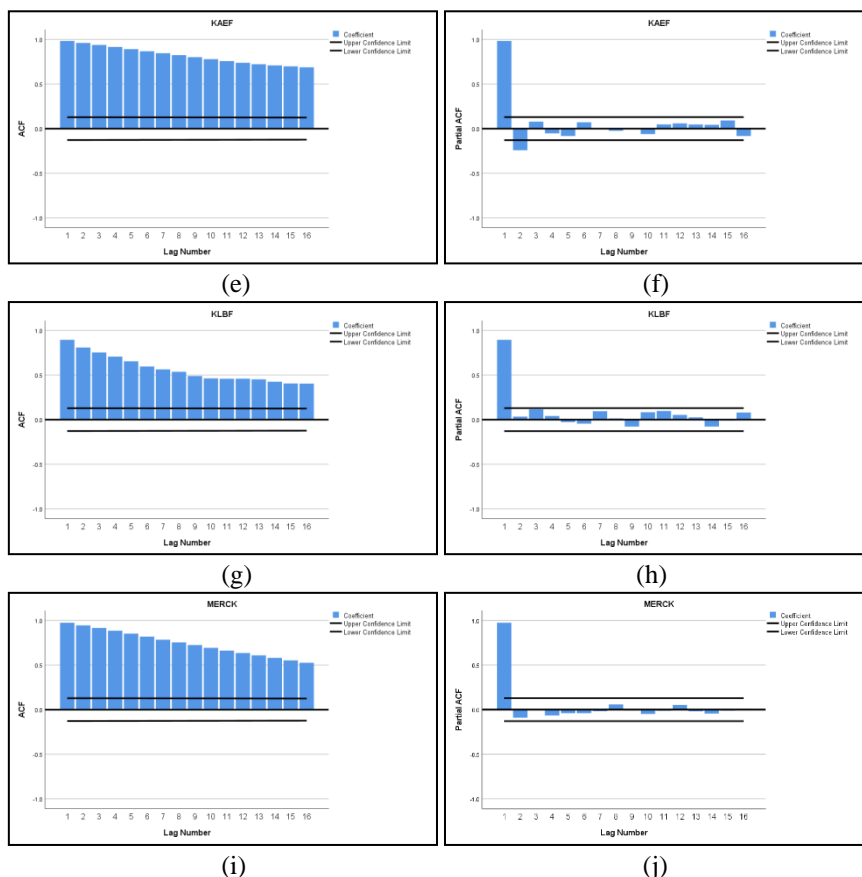 KAEF
Coefficient
Upper Confidence Limit
Lower Confidence Limit
1.0
0.5
0.0
-0.5
-1.0
ACF
1 2 3 4 5 6 7 8 9 10 11 12 13 14 15 16
Lag Number
(e)
KAEF
Coefficient
Upper Confidence Limit
Lower Confidence Limit
1.0
0.5
0.0
-0.5
-1.0
Partial ACF
1 2 3 4 5 6 7 8 9 10 11 12 13 14 15 16
Lag Number
(f)
KLBF
Coefficient
Upper Confidence Limit
Lower Confidence Limit
1.0
0.5
0.0
-0.5
-1.0
ACF
1 2 3 4 5 6 7 8 9 10 11 12 13 14 15 16
Lag Number
(g)
KLBF
Coefficient
Upper Confidence Limit
Lower Confidence Limit
1.0
0.5
0.0
-0.5
-1.0
Partial ACF
1 2 3 4 5 6 7 8 9 10 11 12 13 14 15 16
Lag Number
(h)
MERCK
Coefficient
Upper Confidence Limit
Lower Confidence Limit
1.0
0.5
0.0
-0.5
-1.0
ACF
1 2 3 4 5 6 7 8 9 10 11 12 13 14 15 16
Lag Number
(i)
MERCK
Coefficient
Upper Confidence Limit
Lower Confidence Limit
1.0
0.5
0.0
-0.5
-1.0
Partial ACF
1 2 3 4 5 6 7 8 9 10 11 12 13 14 15 16
Lag Number
(j)